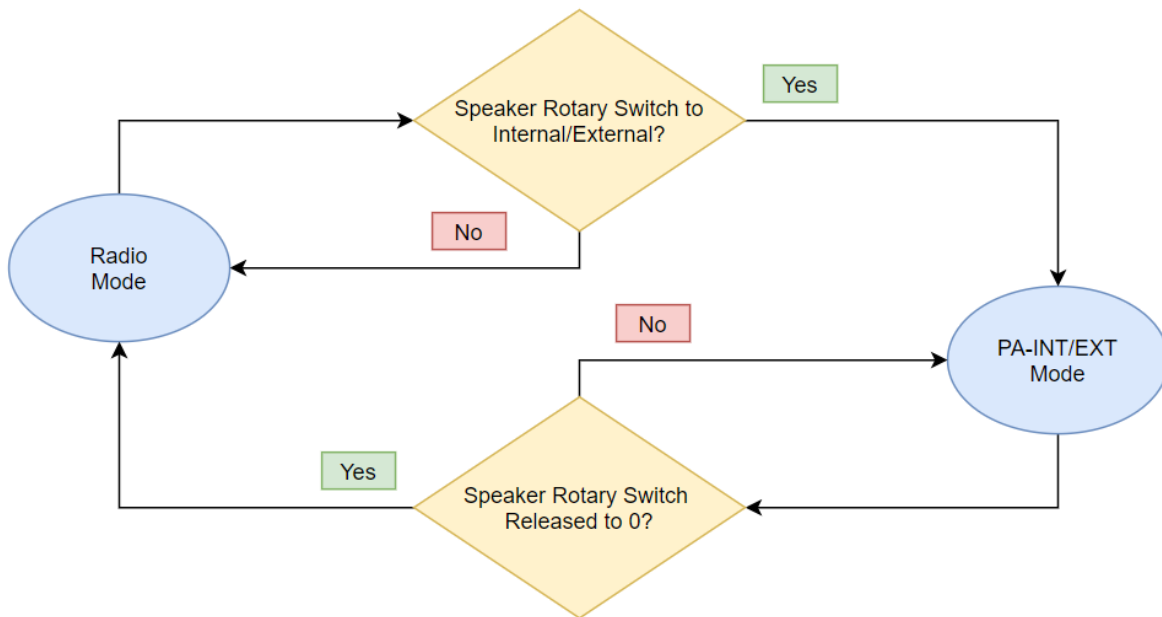 Speaker Rotary Switch to
Internal/External?
Yes
No
Radio
Mode
No
PA-INT/EXT
Mode
Yes
Speaker Rotary Switch
Released to 0?